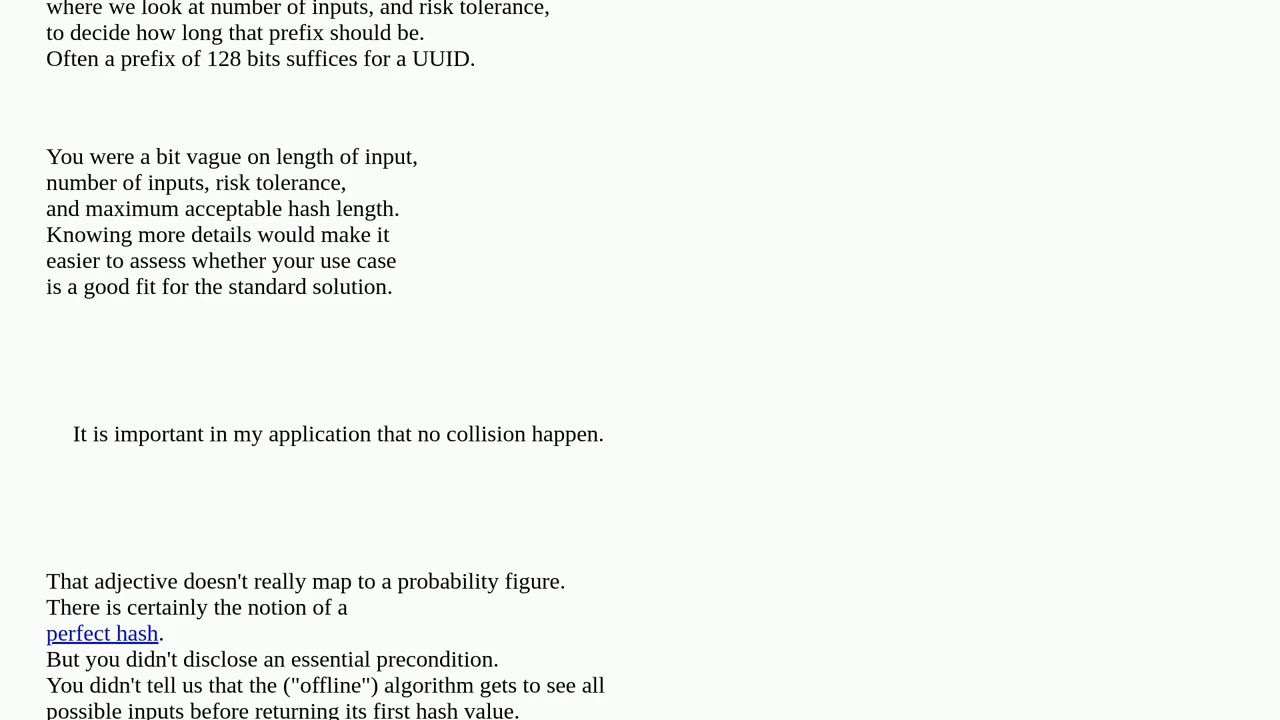 where we look at number of inputs, and risk tolerance,
to decide how long that prefix should be.
Often a prefix of 128 bits suffices for a UUID.
You were a bit vague on length of input,
number of inputs, risk tolerance,
and maximum acceptable hash length.
Knowing more details would make it
easier to assess whether your use case
is a good fit for the standard solution.
It is important in my application that no collision happen.
That adjective doesn't really map to a probability figure.
There is certainly the notion of a
perfect hash.
But you didn't disclose an essential precondition.
You didn't tell us that the ("offline") algorithm gets to see all
possible inputs before returning its first hash value.